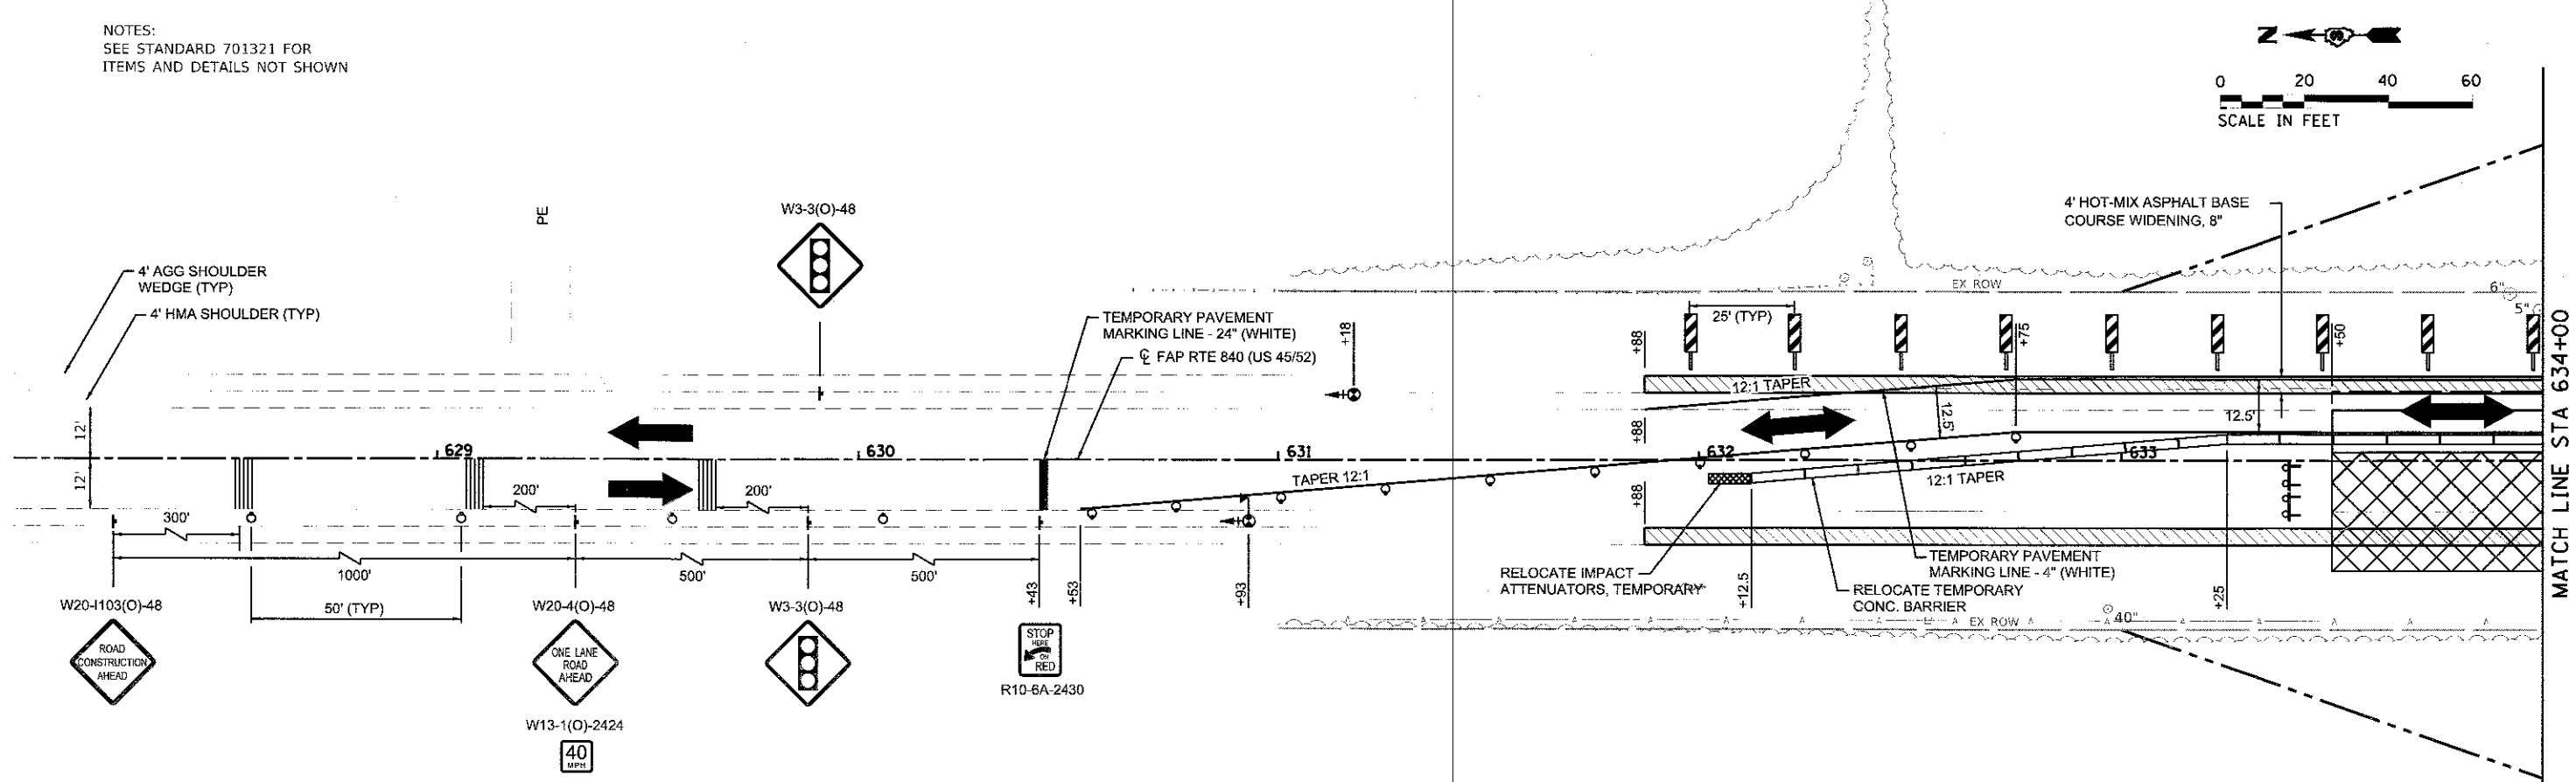 NOTES:
SEE STANDARD 701321 FOR
ITEMS AND DETAILS NOT SHOWN
N
0 20 40 60
SCALE IN FEET
PE
W3-3(O)-48
4' HOT-MIX ASPHALT BASE
COURSE WIDENING, 8"
4' AGG SHOULDER
WEDGE (TYP)
4' HMA SHOULDER (TYP)
TEMPORARY PAVEMENT
MARKING LINE - 24" (WHITE)
℄ FAP RTE 840 (US 45/52)
+18
EX ROW
6"
5"
25' (TYP)
+88
+75
+50
12:1 TAPER
12.5'
12.5'
+88
12'
12'
629
630
631
632
633
TAPER 12:1
12:1 TAPER
+88
200'
200'
300'
1000'
500'
500'
50' (TYP)
+43
+53
+93
+12.5
+25
RELOCATE IMPACT
ATTENUATORS, TEMPORARY
TEMPORARY PAVEMENT
MARKING LINE - 4" (WHITE)
RELOCATE TEMPORARY
CONC. BARRIER
40"
EX ROW
MATCH LINE STA 634+00
W20-I103(O)-48
ROAD
CONSTRUCTION
AHEAD
W20-4(O)-48
ONE LANE
ROAD
AHEAD
W13-1(O)-2424
40
MPH
W3-3(O)-48
STOP
HERE
ON
RED
R10-6A-2430